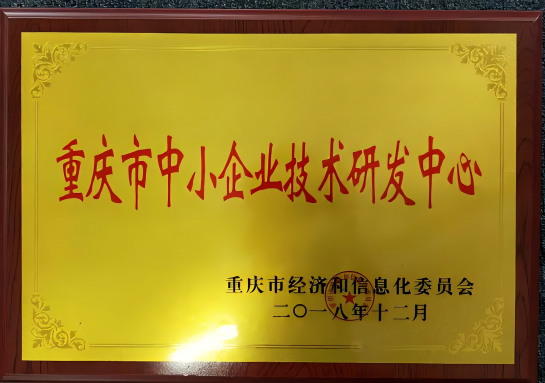 重庆市中小企业技术研发中心
重庆市经济和信息化委员会
二〇一八年十二月